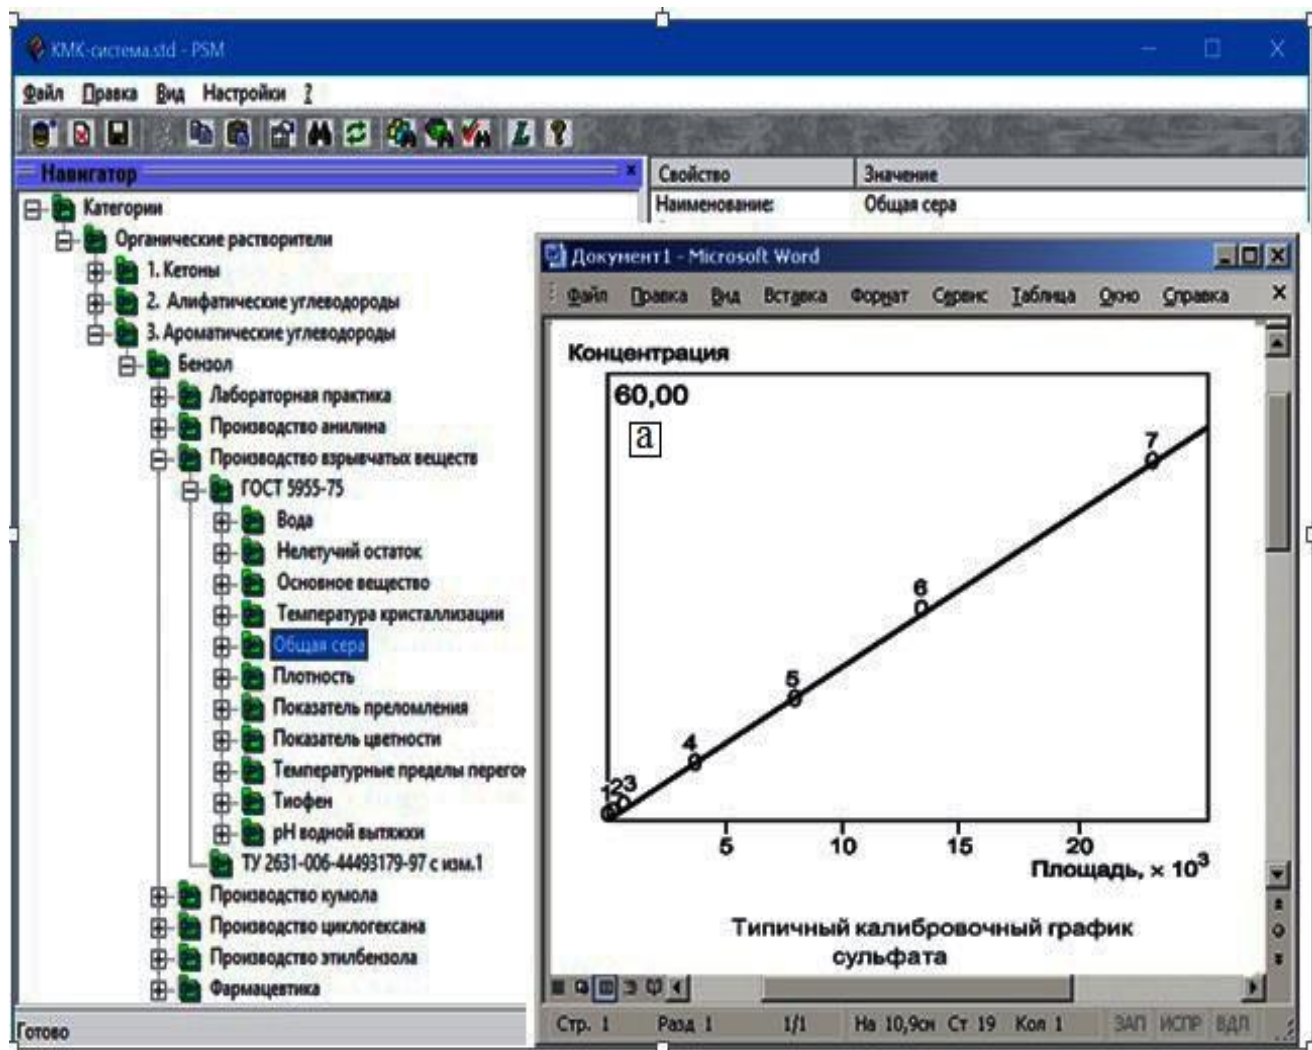 КМК-система.std - PSM
Файл Правка Вид Настройки ?
Навигатор
Свойство Значение
Наименование: Общая сера
Категории
Органические растворители
1. Кетоны
2. Алифатические углеводороды
3. Ароматические углеводороды
Бензол
Лабораторная практика
Производство анилина
Производство взрывчатых веществ
ГОСТ 5955-75
Вода
Нелетучий остаток
Основное вещество
Температура кристаллизации
Общая сера
Плотность
Показатель преломления
Показатель цветности
Температурные пределы перегон
Тиофен
pH водной вытяжки
ТУ 2631-006-44493179-97 с изм.1
Производство кумола
Производство циклогексана
Производство этилбензола
Фармацевтика
Готово
Документ1 - Microsoft Word
Файл Правка Вид Вставка Формат Сервис Таблица Окно Справка
Концентрация
60,00
а
7
6
5
4
123
5 10 15 20
Площадь, × 10³
Типичный калибровочный график
сульфата
Стр. 1 Разд 1 1/1 На 10,9см Ст 19 Кол 1 ЗАП ИСПР ВДЛ